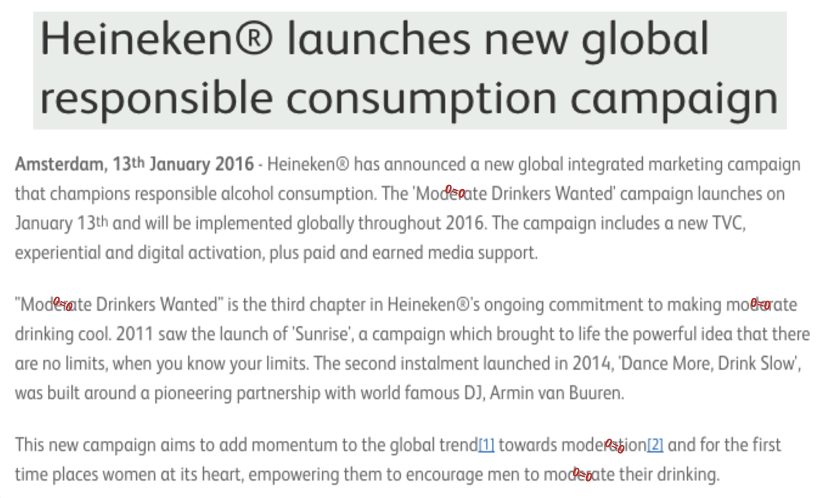 Heineken® launches new global
responsible consumption campaign
Amsterdam, 13th January 2016 - Heineken® has announced a new global integrated marketing campaign
that champions responsible alcohol consumption. The 'Moderate Drinkers Wanted' campaign launches on
January 13th and will be implemented globally throughout 2016. The campaign includes a new TVC,
experiential and digital activation, plus paid and earned media support.
"Moderate Drinkers Wanted" is the third chapter in Heineken®'s ongoing commitment to making moderate
drinking cool. 2011 saw the launch of 'Sunrise', a campaign which brought to life the powerful idea that there
are no limits, when you know your limits. The second instalment launched in 2014, 'Dance More, Drink Slow',
was built around a pioneering partnership with world famous DJ, Armin van Buuren.
This new campaign aims to add momentum to the global trend[1] towards moderation[2] and for the first
time places women at its heart, empowering them to encourage men to moderate their drinking.